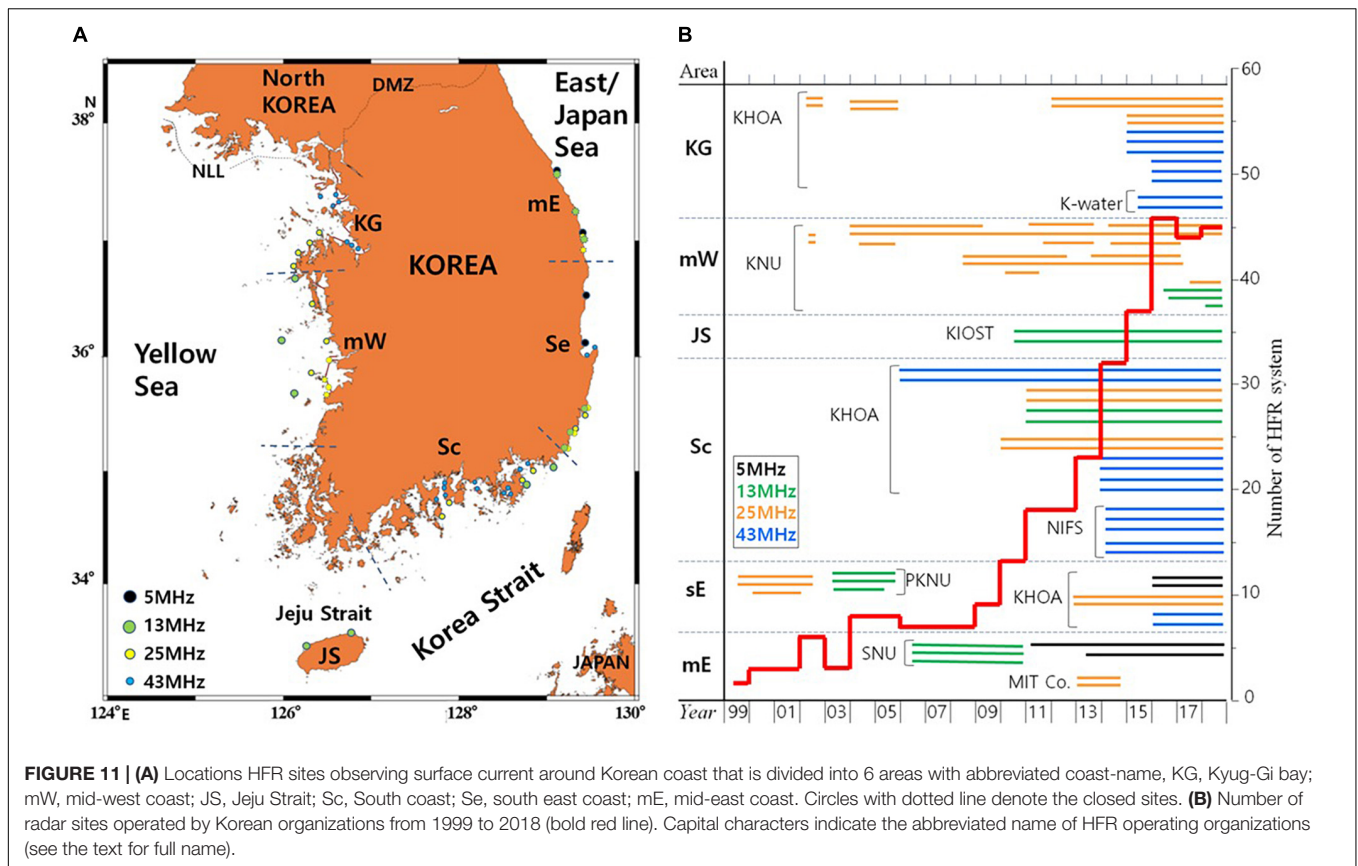 A
North
KOREA
DMZ
East/
Japan
Sea
N
38°
NLL
mE
KG
KOREA
36°
Yellow
Sea
mW
Se
Sc
34°
Korea Strait
Jeju Strait
JS
JAPAN
5MHz
13MHz
25MHz
43MHz
124°E
126°
128°
130°
B
Area
60
KHOA
KG
50
K-water
mW
KNU
40
JS
KIOST
30
KHOA
Sc
5MHz
13MHz
25MHz
43MHz
20
NIFS
Number of HFR system
sE
PKNU
KHOA
10
mE
SNU
MIT Co.
0
Year 99 01 03 05 07 09 11 13 15 17
FIGURE 11 | (A) Locations HFR sites observing surface current around Korean coast that is divided into 6 areas with abbreviated coast-name, KG, Kyug-Gi bay;
mW, mid-west coast; JS, Jeju Strait; Sc, South coast; Se, south east coast; mE, mid-east coast. Circles with dotted line denote the closed sites. (B) Number of
radar sites operated by Korean organizations from 1999 to 2018 (bold red line). Capital characters indicate the abbreviated name of HFR operating organizations
(see the text for full name).